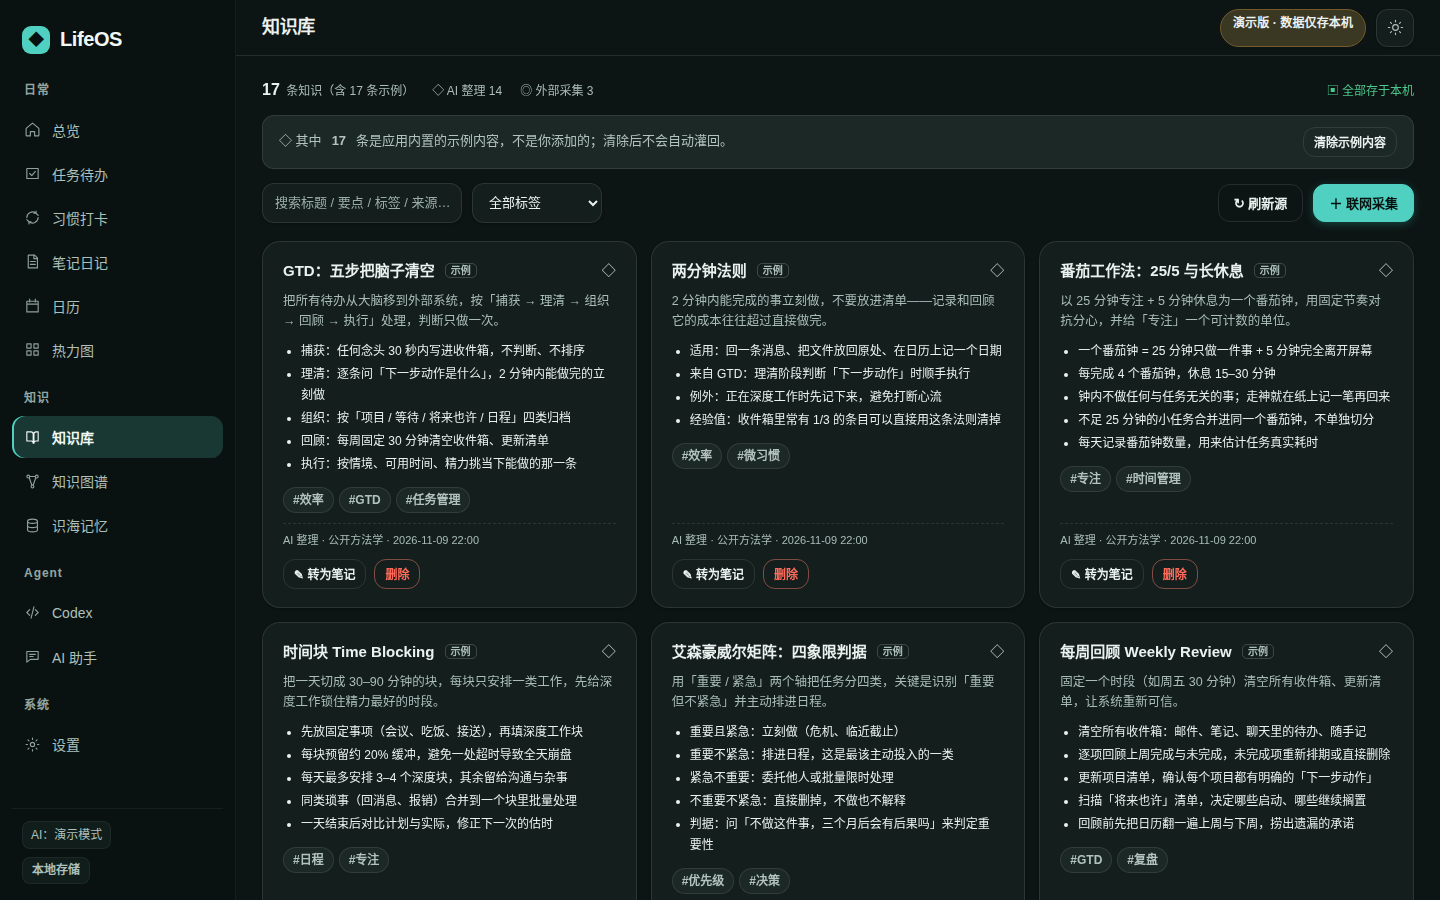 LifeOS
日常
总览
任务待办
习惯打卡
笔记日记
日历
热力图
知识
知识库
知识图谱
识海记忆
Agent
Codex
AI 助手
系统
设置
AI：演示模式
本地存储
知识库
演示版 · 数据仅存本机
17 条知识（含 17 条示例） ◇ AI 整理 14 ◎ 外部采集 3
▣ 全部存于本机
◇ 其中 17 条是应用内置的示例内容，不是你添加的；清除后不会自动灌回。
清除示例内容
搜索标题 / 要点 / 标签 / 来源…
全部标签
↻ 刷新源
＋ 联网采集
GTD：五步把脑子清空 示例 ◇
把所有待办从大脑移到外部系统，按「捕获 → 理清 → 组织
→ 回顾 → 执行」处理，判断只做一次。
• 捕获：任何念头 30 秒内写进收件箱，不判断、不排序
• 理清：逐条问「下一步动作是什么」，2 分钟内能做完的立
刻做
• 组织：按「项目 / 等待 / 将来也许 / 日程」四类归档
• 回顾：每周固定 30 分钟清空收件箱、更新清单
• 执行：按情境、可用时间、精力挑当下能做的那一条
#效率 #GTD #任务管理
AI 整理 · 公开方法学 · 2026-11-09 22:00
✎ 转为笔记 删除
两分钟法则 示例 ◇
2 分钟内能完成的事立刻做，不要放进清单——记录和回顾
它的成本往往超过直接做完。
• 适用：回一条消息、把文件放回原处、在日历上记一个日期
• 来自 GTD：理清阶段判断「下一步动作」时顺手执行
• 例外：正在深度工作时先记下来，避免打断心流
• 经验值：收件箱里常有 1/3 的条目可以直接用这条法则清掉
#效率 #微习惯
AI 整理 · 公开方法学 · 2026-11-09 22:00
✎ 转为笔记 删除
番茄工作法：25/5 与长休息 示例 ◇
以 25 分钟专注 + 5 分钟休息为一个番茄钟，用固定节奏对
抗分心，并给「专注」一个可计数的单位。
• 一个番茄钟 = 25 分钟只做一件事 + 5 分钟完全离开屏幕
• 每完成 4 个番茄钟，休息 15–30 分钟
• 钟内不做任何与任务无关的事；走神就在纸上记一笔再回来
• 不足 25 分钟的小任务合并进同一个番茄钟，不单独切分
• 每天记录番茄钟数量，用来估计任务真实耗时
#专注 #时间管理
AI 整理 · 公开方法学 · 2026-11-09 22:00
✎ 转为笔记 删除
时间块 Time Blocking 示例 ◇
把一天切成 30–90 分钟的块，每块只安排一类工作，先给深
度工作锁住精力最好的时段。
• 先放固定事项（会议、吃饭、接送），再填深度工作块
• 每块预留约 20% 缓冲，避免一处超时导致全天崩盘
• 每天最多安排 3–4 个深度块，其余留给沟通与杂事
• 同类琐事（回消息、报销）合并到一个块里批量处理
• 一天结束后对比计划与实际，修正下一次的估时
#日程 #专注
艾森豪威尔矩阵：四象限判据 示例 ◇
用「重要 / 紧急」两个轴把任务分四类，关键是识别「重要
但不紧急」并主动排进日程。
• 重要且紧急：立刻做（危机、临近截止）
• 重要不紧急：排进日程，这是最该主动投入的一类
• 紧急不重要：委托他人或批量限时处理
• 不重要不紧急：直接删掉，不做也不解释
• 判据：问「不做这件事，三个月后会有后果吗」来判定重
要性
#优先级 #决策
每周回顾 Weekly Review 示例 ◇
固定一个时段（如周五 30 分钟）清空所有收件箱、更新清
单，让系统重新可信。
• 清空所有收件箱：邮件、笔记、聊天里的待办、随手记
• 逐项回顾上周完成与未完成，未完成项重新排期或直接删除
• 更新项目清单，确认每个项目都有明确的「下一步动作」
• 扫描「将来也许」清单，决定哪些启动、哪些继续搁置
• 回顾前先把日历翻一遍上周与下周，捞出遗漏的承诺
#GTD #复盘